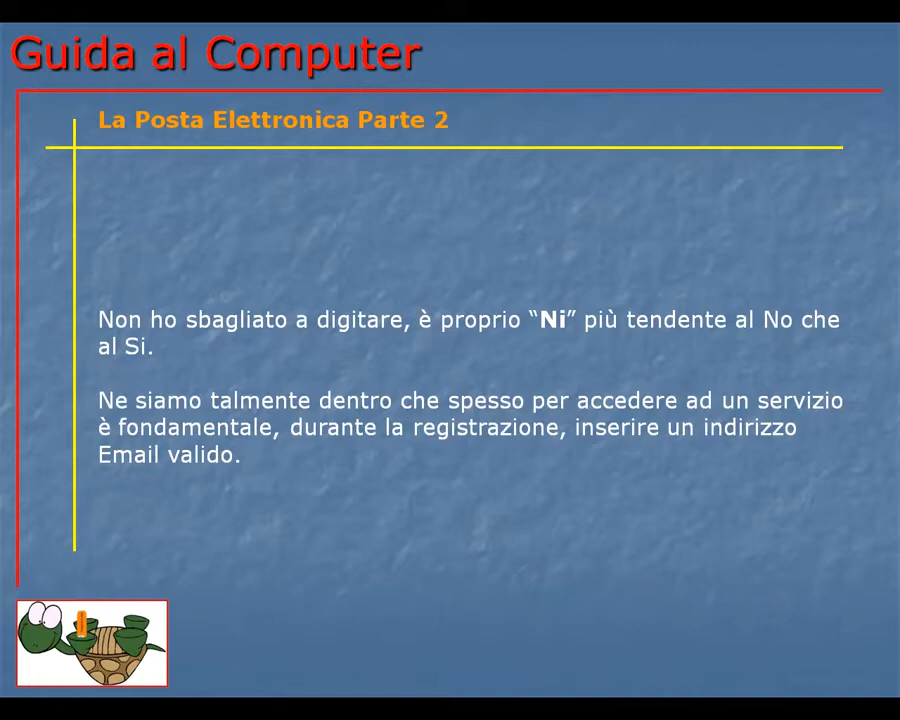 Guida al Computer
La Posta Elettronica Parte 2
Non ho sbagliato a digitare, è proprio “Ni” più tendente al No che
al Si.
Ne siamo talmente dentro che spesso per accedere ad un servizio
è fondamentale, durante la registrazione, inserire un indirizzo
Email valido.